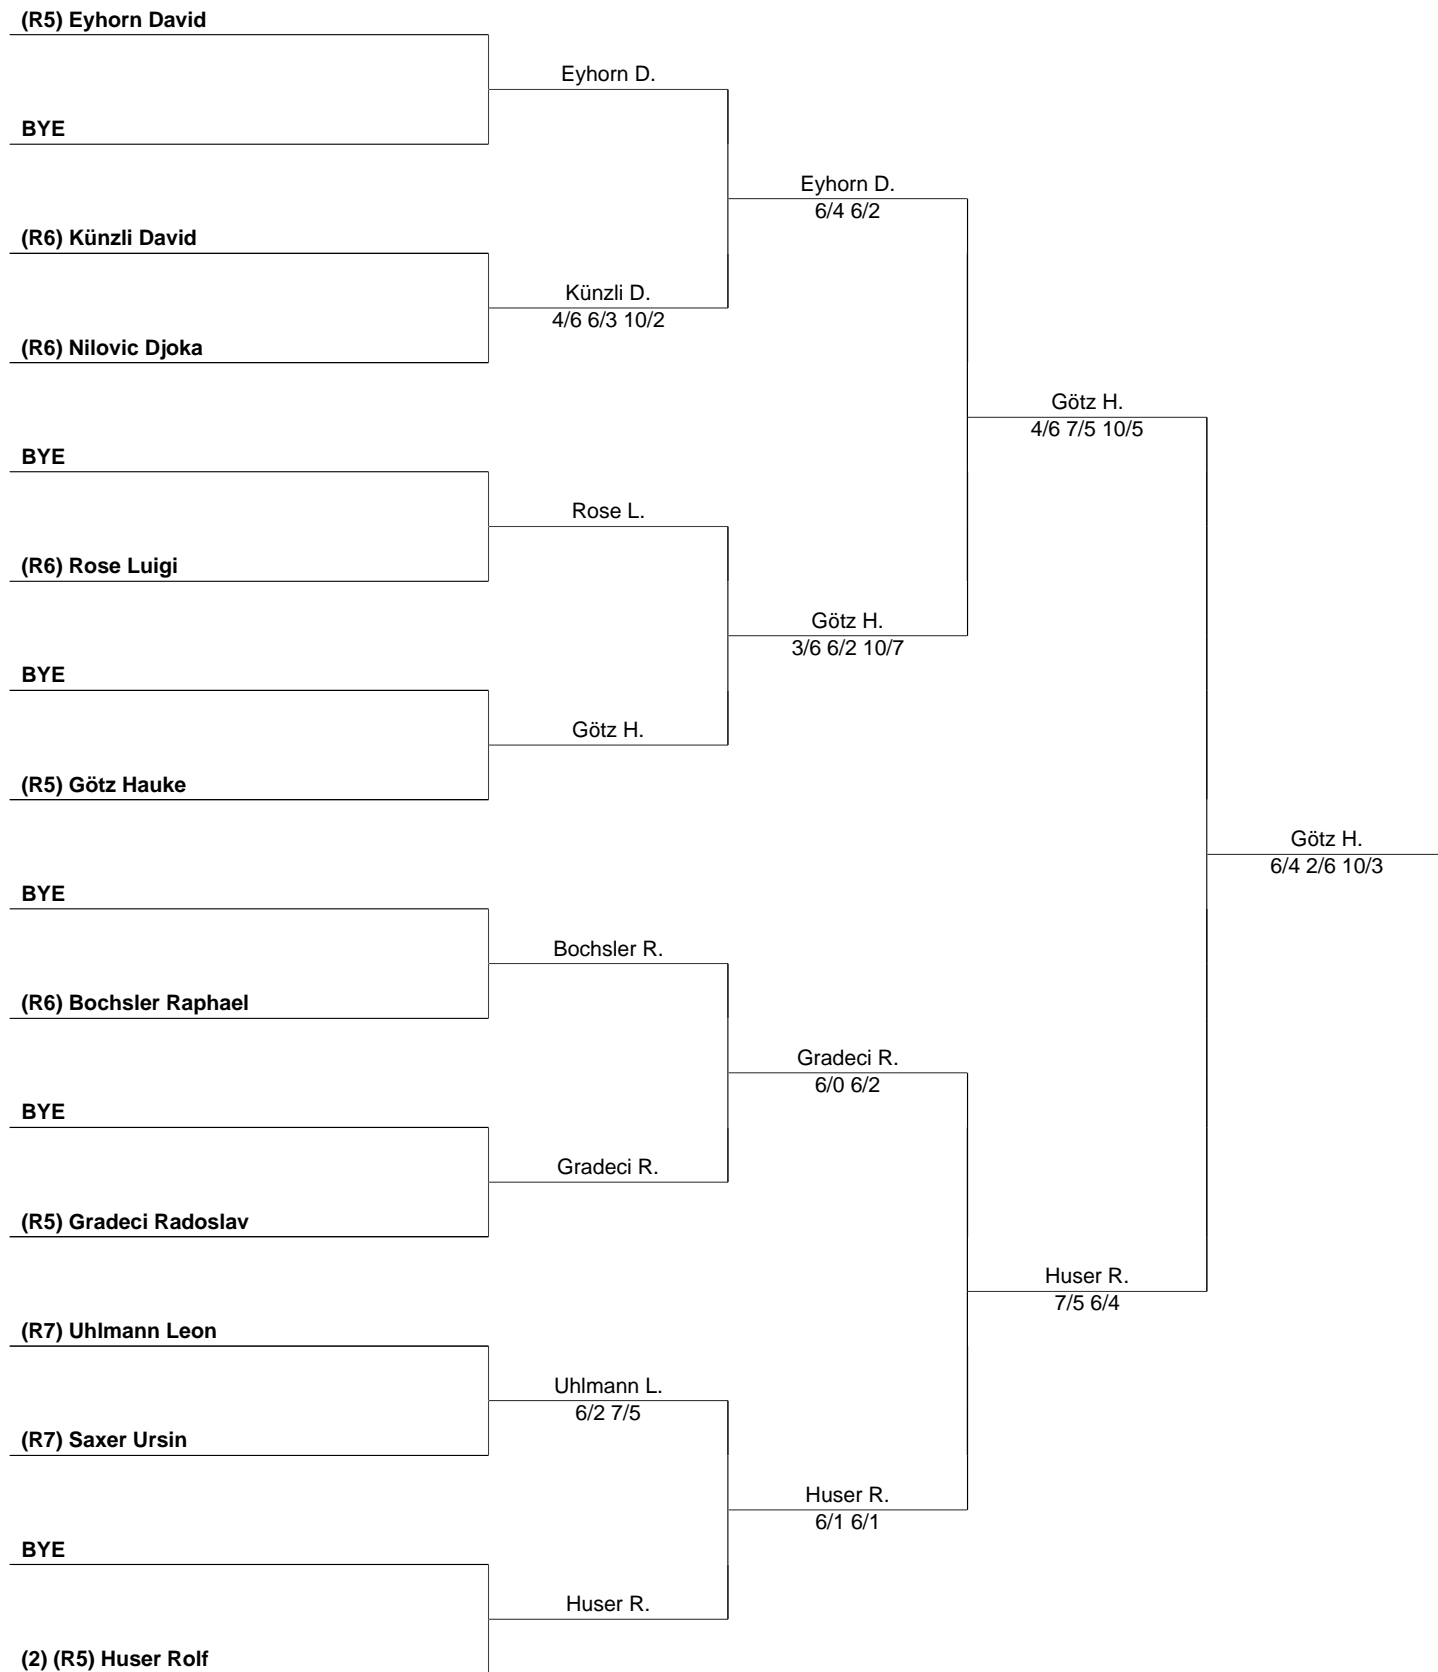 (R5) Eyhorn David
Eyhorn D.
BYE
Eyhorn D.
6/4 6/2
(R6) Künzli David
Künzli D.
4/6 6/3 10/2
(R6) Nilovic Djoka
Götz H.
4/6 7/5 10/5
BYE
Rose L.
(R6) Rose Luigi
Götz H.
3/6 6/2 10/7
BYE
Götz H.
(R5) Götz Hauke
Götz H.
6/4 2/6 10/3
BYE
Bochsler R.
(R6) Bochsler Raphael
Gradeci R.
6/0 6/2
BYE
Gradeci R.
(R5) Gradeci Radoslav
Huser R.
7/5 6/4
(R7) Uhlmann Leon
Uhlmann L.
6/2 7/5
(R7) Saxer Ursin
Huser R.
6/1 6/1
BYE
Huser R.
(2) (R5) Huser Rolf